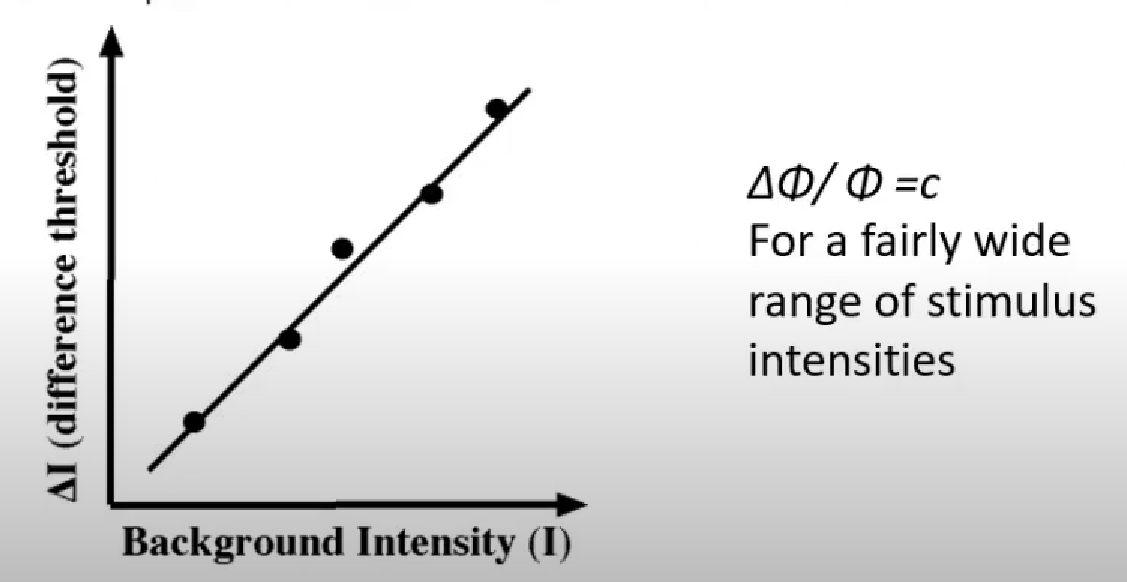 ΔI (difference threshold)
Background Intensity (I)
ΔΦ/ Φ =c
For a fairly wide
range of stimulus
intensities